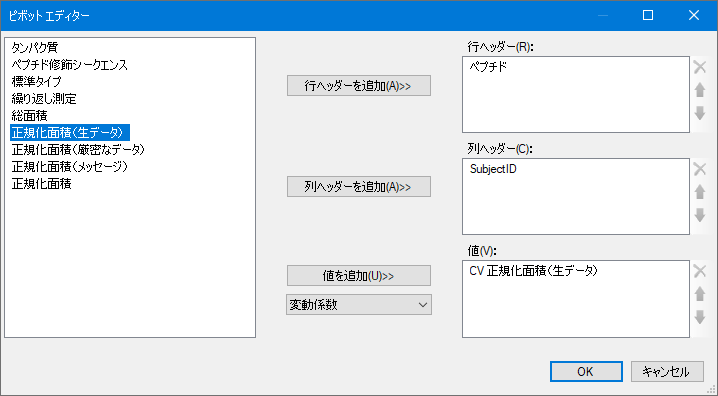 ピボット エディター
タンパク質
ペプチド修飾シークエンス
標準タイプ
繰り返し測定
総面積
正規化面積（生データ）
正規化面積（厳密なデータ）
正規化面積（メッセージ）
正規化面積
行ヘッダーを追加(A)>>
列ヘッダーを追加(A)>>
値を追加(U)>>
変動係数
行ヘッダー(R):
ペプチド
列ヘッダー(C):
SubjectID
値(V):
CV 正規化面積（生データ）
OK
キャンセル